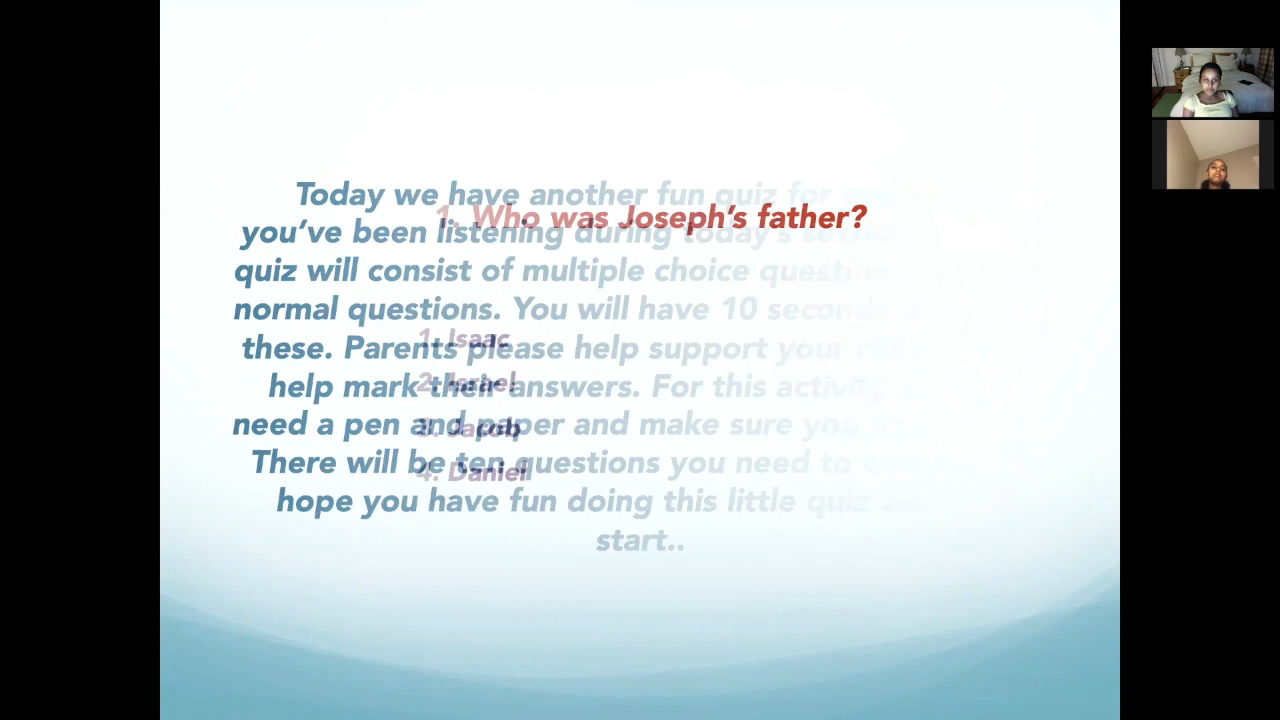 Today we have another fun quiz for
you've been listening during today's
quiz will consist of multiple choice
normal questions. You will have 10
these. Parents please help support your
help mark their answers. For this activity
need a pen and paper and make sure you
There will be ten questions you need to
hope you have fun doing this little quiz
start..
1. Who was Joseph's father?
1. Isaac
2. Israel
3. Jacob
4. Daniel